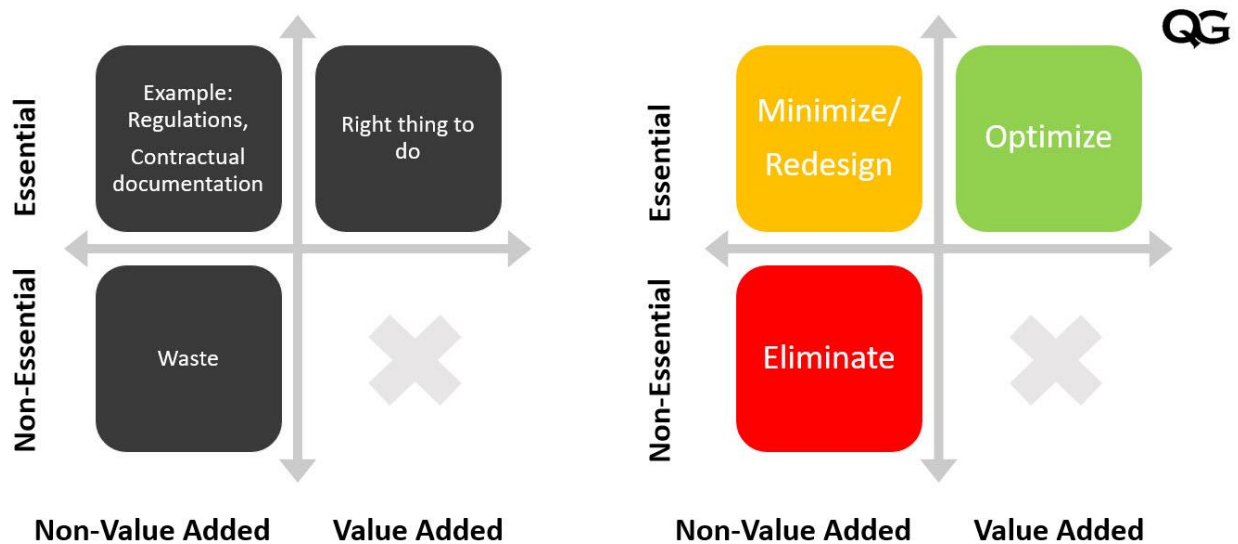 QG
Essential
Example:
Regulations,
Contractual
documentation
Right thing to
do
Non-Essential
Waste
Non-Value Added
Value Added
Essential
Minimize/
Redesign
Optimize
Non-Essential
Eliminate
Non-Value Added
Value Added